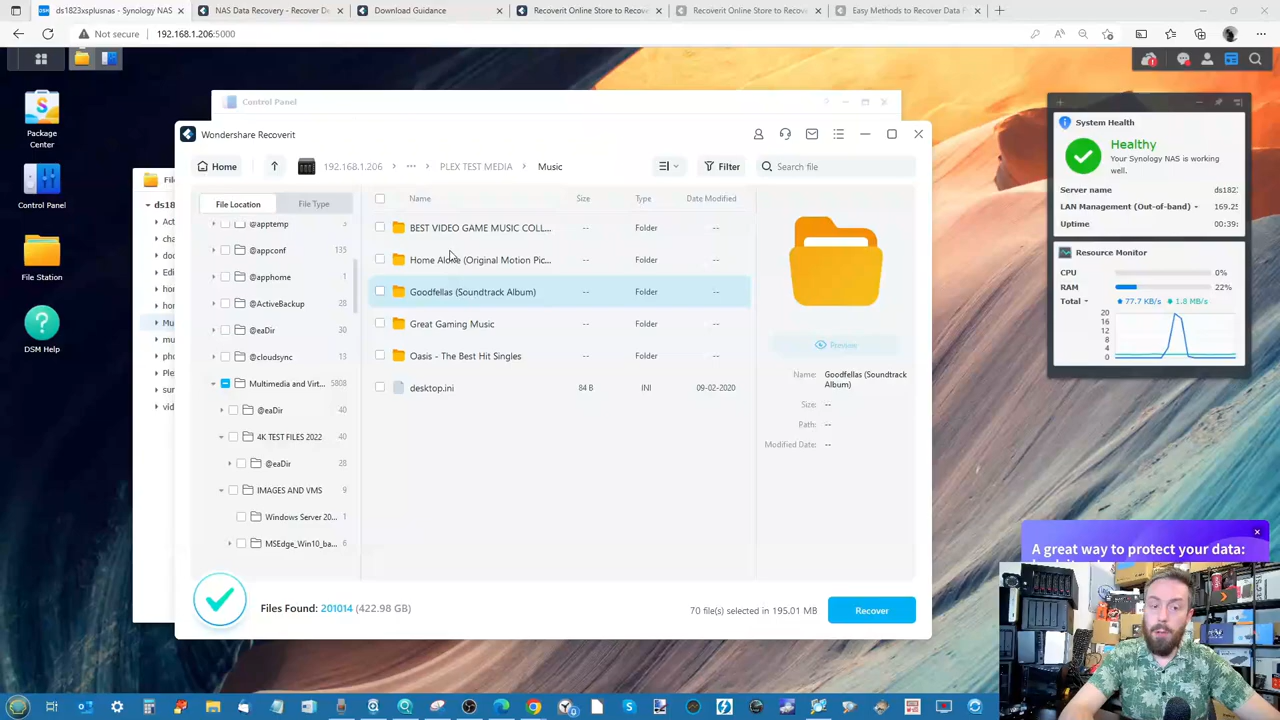 ds1823xsplusnas - Synology NAS
NAS Data Recovery - Recover De
Download Guidance
Recoverit Online Store to Recove
Recoverit Online Store to Recove
Easy Methods to Recover Data F
Not secure
192.168.1.206:5000
Package
Center
Control Panel
File Station
DSM Help
Control Panel
Wondershare Recoverit
Home
192.168.1.206
PLEX TEST MEDIA
Music
Filter
Search file
File Location
File Type
Name
Size
Type
Date Modified
@apptemp 3
@appconf 135
@apphome 1
@ActiveBackup 28
@eaDir 30
@cloudsync 13
Multimedia and Virt... 5808
@eaDir 40
4K TEST FILES 2022 40
@eaDir 28
IMAGES AND VMS 9
Windows Server 20... 1
MSEdge_Win10_ba... 6
BEST VIDEO GAME MUSIC COLL... -- Folder --
Home Alone (Original Motion Pic... -- Folder --
Goodfellas (Soundtrack Album) -- Folder --
Great Gaming Music -- Folder --
Oasis - The Best Hit Singles -- Folder --
desktop.ini 84 B INI 09-02-2020
Preview
Name: Goodfellas (Soundtrack
Album)
Size: --
Path: --
Modified Date: --
Files Found: 201014 (422.98 GB)
70 file(s) selected in 195.01 MB
Recover
System Health
Healthy
Your Synology NAS is working
well.
Server name ds182
LAN Management (Out-of-band) 169.25
Uptime 00:39:
Resource Monitor
CPU 0%
RAM 22%
Total 77.7 KB/s 1.8 MB/s
20
16
12
8
4
0
A great way to protect your data: